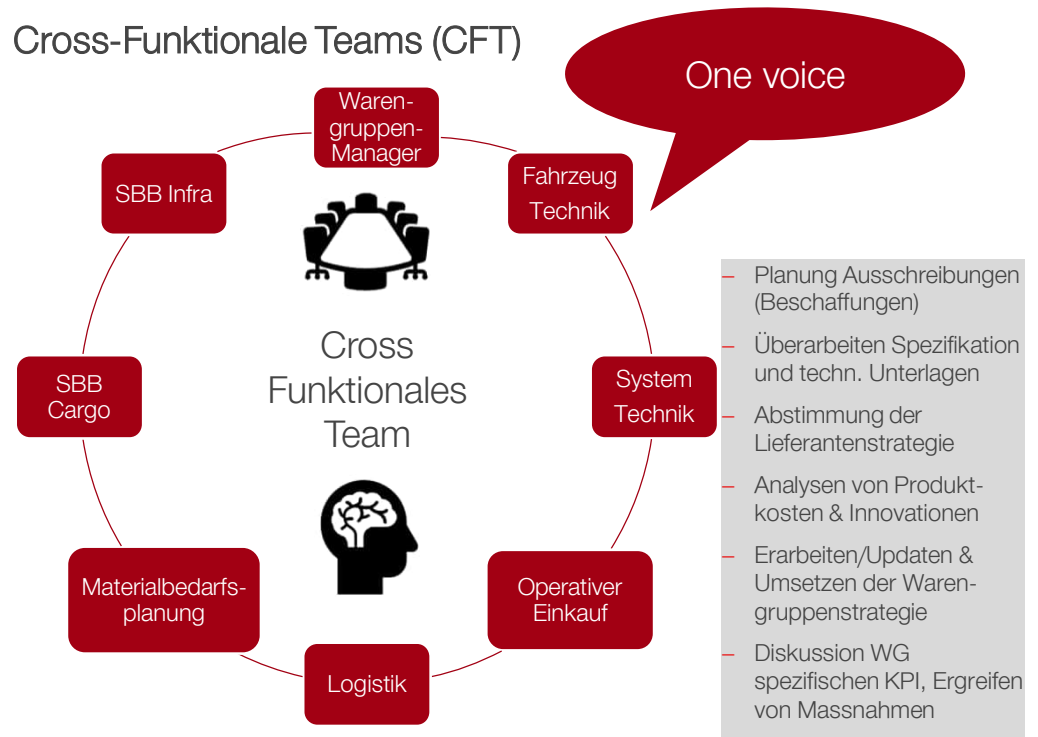 Cross-Funktionale Teams (CFT)
One voice
Waren-
gruppen-
Manager
Fahrzeug
Technik
System
Technik
Operativer
Einkauf
Logistik
Materialbedarfs-
planung
SBB
Cargo
SBB Infra
Cross
Funktionales
Team
– Planung Ausschreibungen
(Beschaffungen)
– Überarbeiten Spezifikation
und techn. Unterlagen
– Abstimmung der
Lieferantenstrategie
– Analysen von Produkt-
kosten & Innovationen
– Erarbeiten/Updaten &
Umsetzen der Waren-
gruppenstrategie
– Diskussion WG
spezifischen KPI, Ergreifen
von Massnahmen